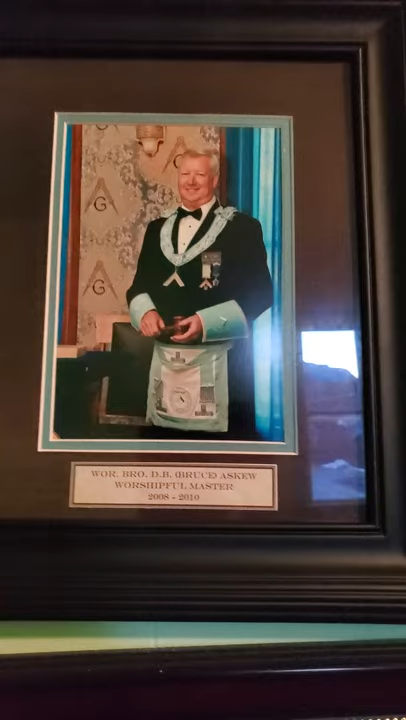 G
G
G
WOR. BRO. D.B. (BRUCE) ASKEW
WORSHIPFUL MASTER
2008 - 2010